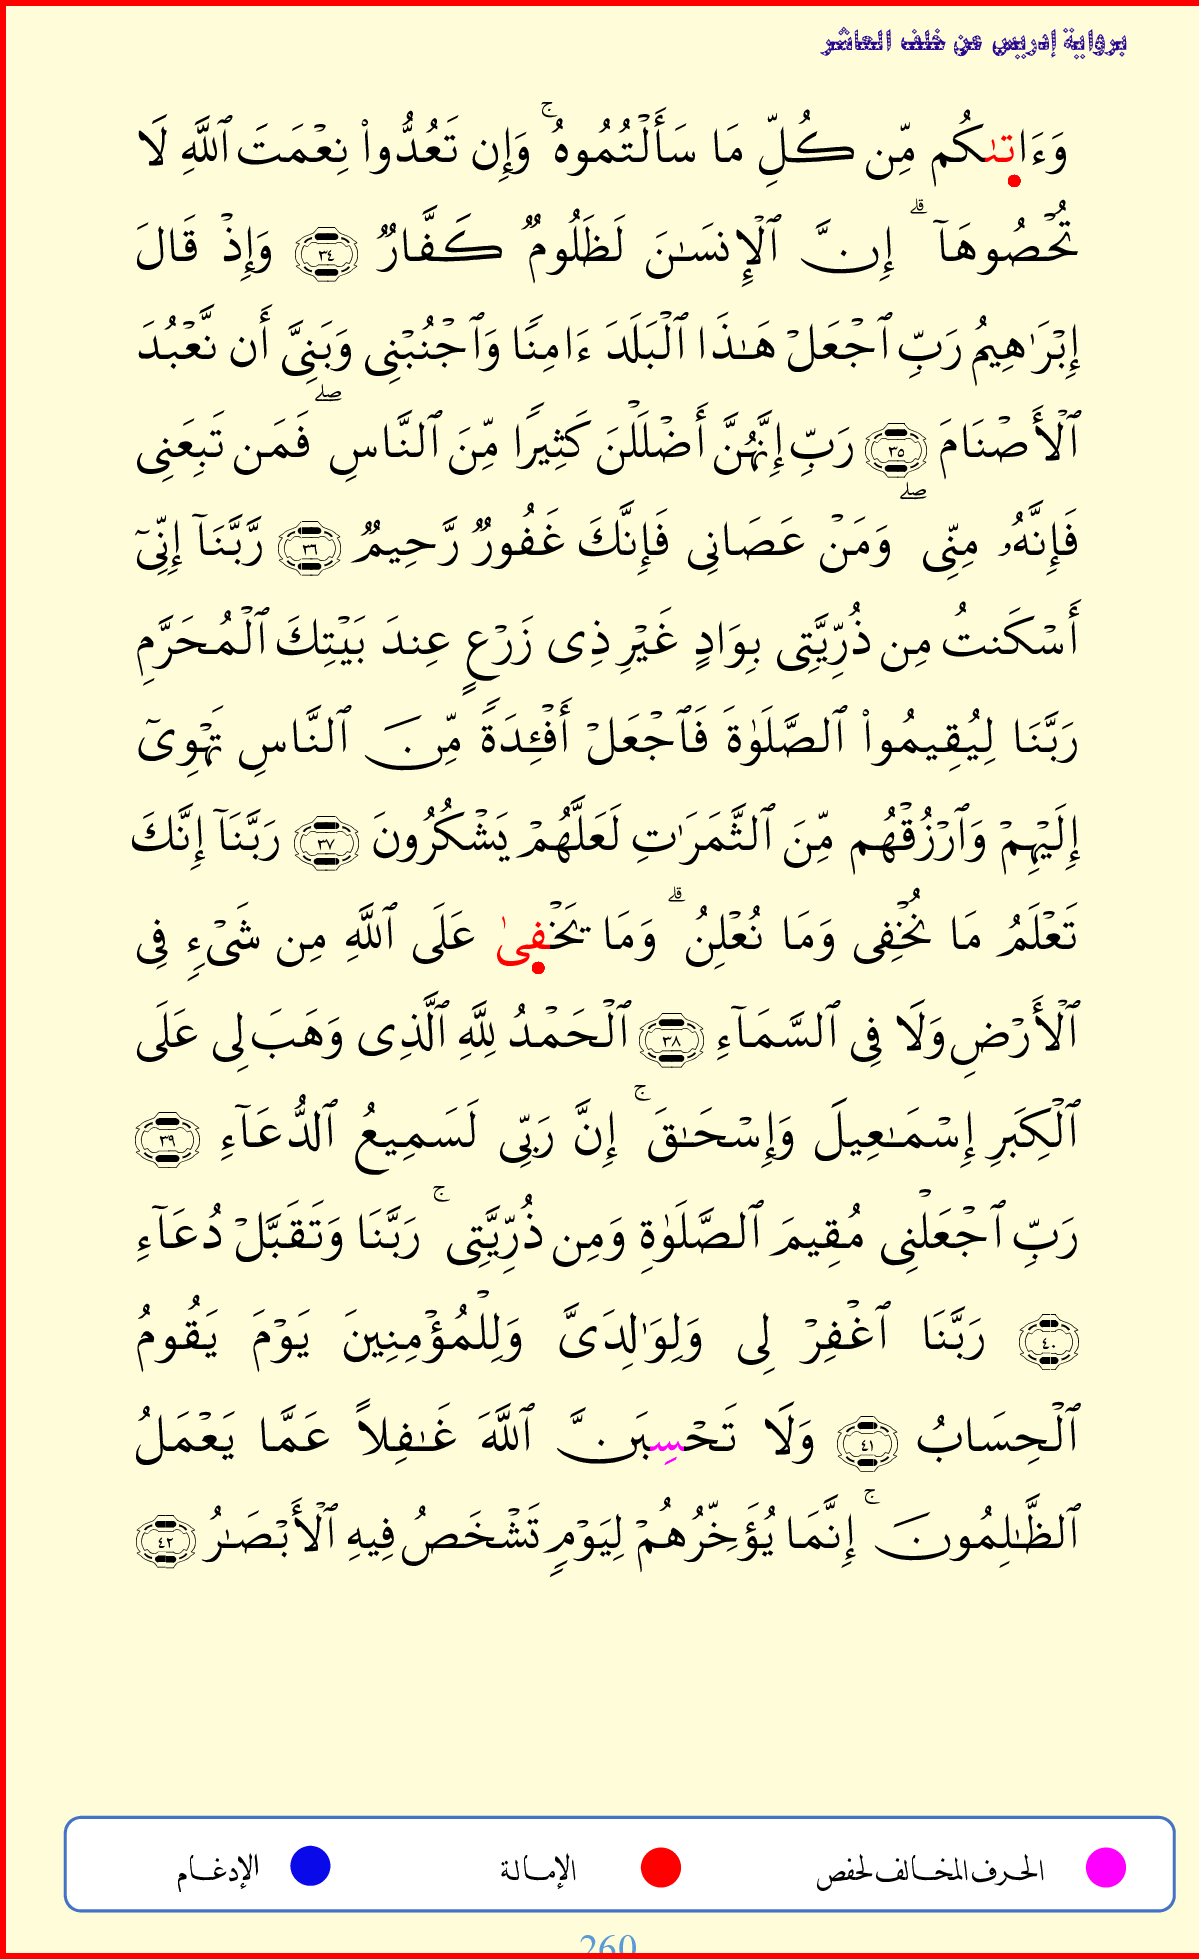 برواية إدريس عن خلف العاشر
وَءَاتىٰكُم مِّن كُلِّ مَا سَأَلْتُمُوهُ ۚ وَإِن تَعُدُّوا۟ نِعْمَتَ ٱللَّهِ لَا
تُحْصُوهَآ ۗ إِنَّ ٱلْإِنسَـٰنَ لَظَلُومٌ كَفَّارٌ ٣٤ وَإِذْ قَالَ
إِبْرَٰهِيمُ رَبِّ ٱجْعَلْ هَـٰذَا ٱلْبَلَدَ ءَامِنًا وَٱجْنُبْنِى وَبَنِىَّ أَن نَّعْبُدَ
ٱلْأَصْنَامَ ٣٥ رَبِّ إِنَّهُنَّ أَضْلَلْنَ كَثِيرًا مِّنَ ٱلنَّاسِ ۖ فَمَن تَبِعَنِى
فَإِنَّهُۥ مِنِّى ۖ وَمَنْ عَصَانِى فَإِنَّكَ غَفُورٌ رَّحِيمٌ ٣٦ رَّبَّنَآ إِنِّىٓ
أَسْكَنتُ مِن ذُرِّيَّتِى بِوَادٍ غَيْرِ ذِى زَرْعٍ عِندَ بَيْتِكَ ٱلْمُحَرَّمِ
رَبَّنَا لِيُقِيمُوا۟ ٱلصَّلَوٰةَ فَٱجْعَلْ أَفْـِٔدَةً مِّنَ ٱلنَّاسِ تَهْوِىٓ
إِلَيْهِمْ وَٱرْزُقْهُم مِّنَ ٱلثَّمَرَٰتِ لَعَلَّهُمْ يَشْكُرُونَ ٣٧ رَبَّنَآ إِنَّكَ
تَعْلَمُ مَا نُخْفِى وَمَا نُعْلِنُ ۗ وَمَا يَخْفِىٰ عَلَى ٱللَّهِ مِن شَىْءٍ فِى
ٱلْأَرْضِ وَلَا فِى ٱلسَّمَآءِ ٣٨ ٱلْحَمْدُ لِلَّهِ ٱلَّذِى وَهَبَ لِى عَلَى
ٱلْكِبَرِ إِسْمَـٰعِيلَ وَإِسْحَـٰقَ ۚ إِنَّ رَبِّى لَسَمِيعُ ٱلدُّعَآءِ ٣٩
رَبِّ ٱجْعَلْنِى مُقِيمَ ٱلصَّلَوٰةِ وَمِن ذُرِّيَّتِى ۚ رَبَّنَا وَتَقَبَّلْ دُعَآءِ
٤٠ رَبَّنَا ٱغْفِرْ لِى وَلِوَٰلِدَىَّ وَلِلْمُؤْمِنِينَ يَوْمَ يَقُومُ
ٱلْحِسَابُ ٤١ وَلَا تَحْسِبَنَّ ٱللَّهَ غَـٰفِلاً عَمَّا يَعْمَلُ
ٱلظَّـٰلِمُونَ ۚ إِنَّمَا يُؤَخِّرُهُمْ لِيَوْمٍ تَشْخَصُ فِيهِ ٱلْأَبْصَـٰرُ ٤٢
الحرف المخالف لحفص الإمالة الإدغام
260